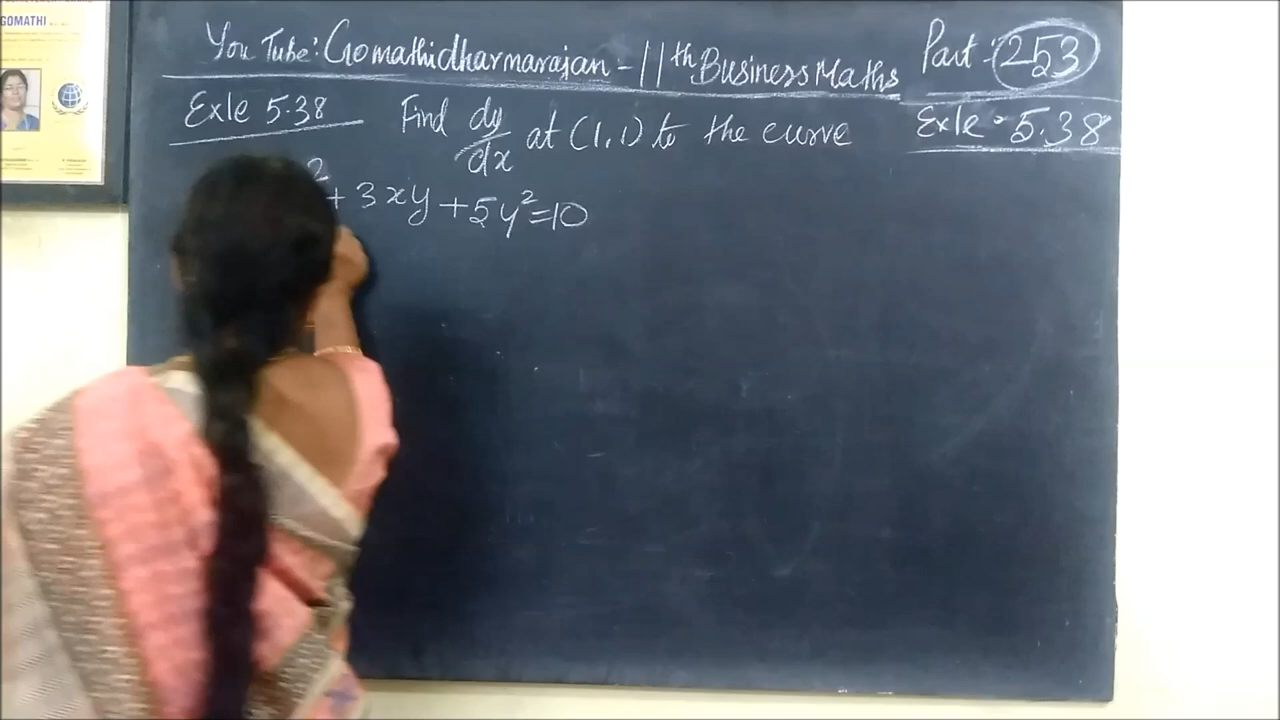 GOMATHI
You Tube: Gomathidharmarajan - 11th Business Maths
Part: 253
Exle 5.38
Find dy/dx at (1,1) to the curve
Exle: 5.38
2 + 3xy + 5y² = 10